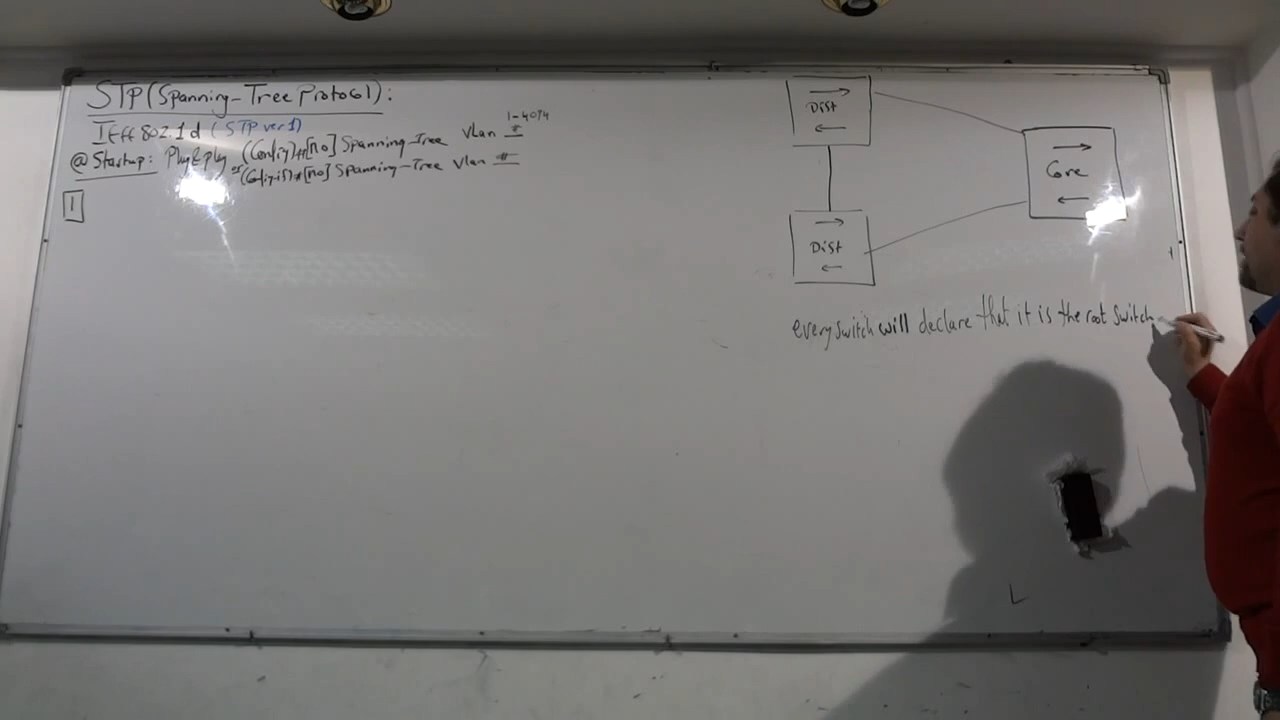 STP (Spanning-Tree Protocol):
IEEE 802.1d (STP ver1)
1-4094
@ Startup: Plug & play (Config)#[no] Spanning-Tree vlan #
or (Config-if)#[no] Spanning-Tree vlan #
1
Dist
Core
Dist
every switch will declare that it is the root switch